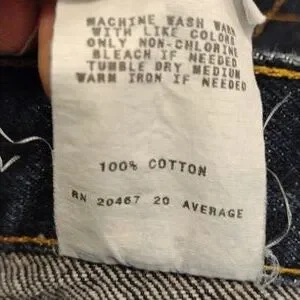 MACHINE WASH WARM
WITH LIKE COLORS
ONLY NON-CHLORINE
BLEACH IF NEEDED
TUMBLE DRY MEDIUM
WARM IRON IF NEEDED
100% COTTON
RN 20467 20 AVERAGE